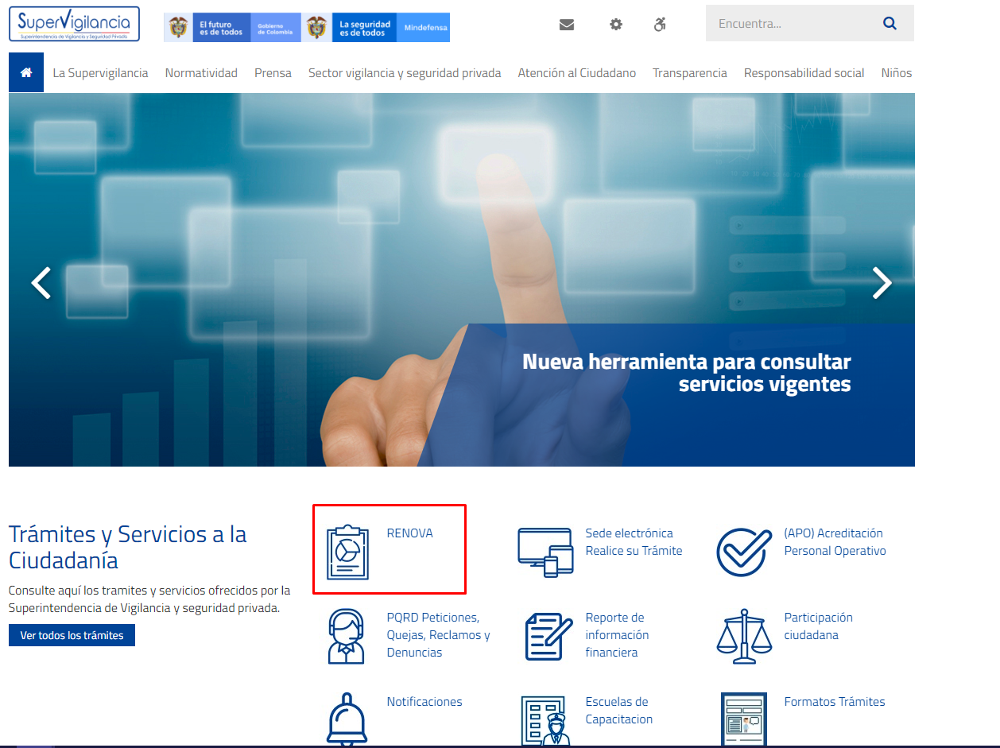 SuperVigilancia
Superintendencia de Vigilancia y Seguridad Privada
El futuro
es de todos
Gobierno
de Colombia
La seguridad
es de todos
Mindefensa
Encuentra...
La Supervigilancia
Normatividad
Prensa
Sector vigilancia y seguridad privada
Atención al Ciudadano
Transparencia
Responsabilidad social
Niños
Nueva herramienta para consultar
servicios vigentes
Trámites y Servicios a la
Ciudadanía
Consulte aquí los tramites y servicios ofrecidos por la
Superintendencia de Vigilancia y seguridad privada.
Ver todos los trámites
RENOVA
Sede electrónica
Realice su Trámite
(APO) Acreditación
Personal Operativo
PQRD Peticiones,
Quejas, Reclamos y
Denuncias
Reporte de
información
financiera
Participación
ciudadana
Notificaciones
Escuelas de
Capacitacion
Formatos Trámites